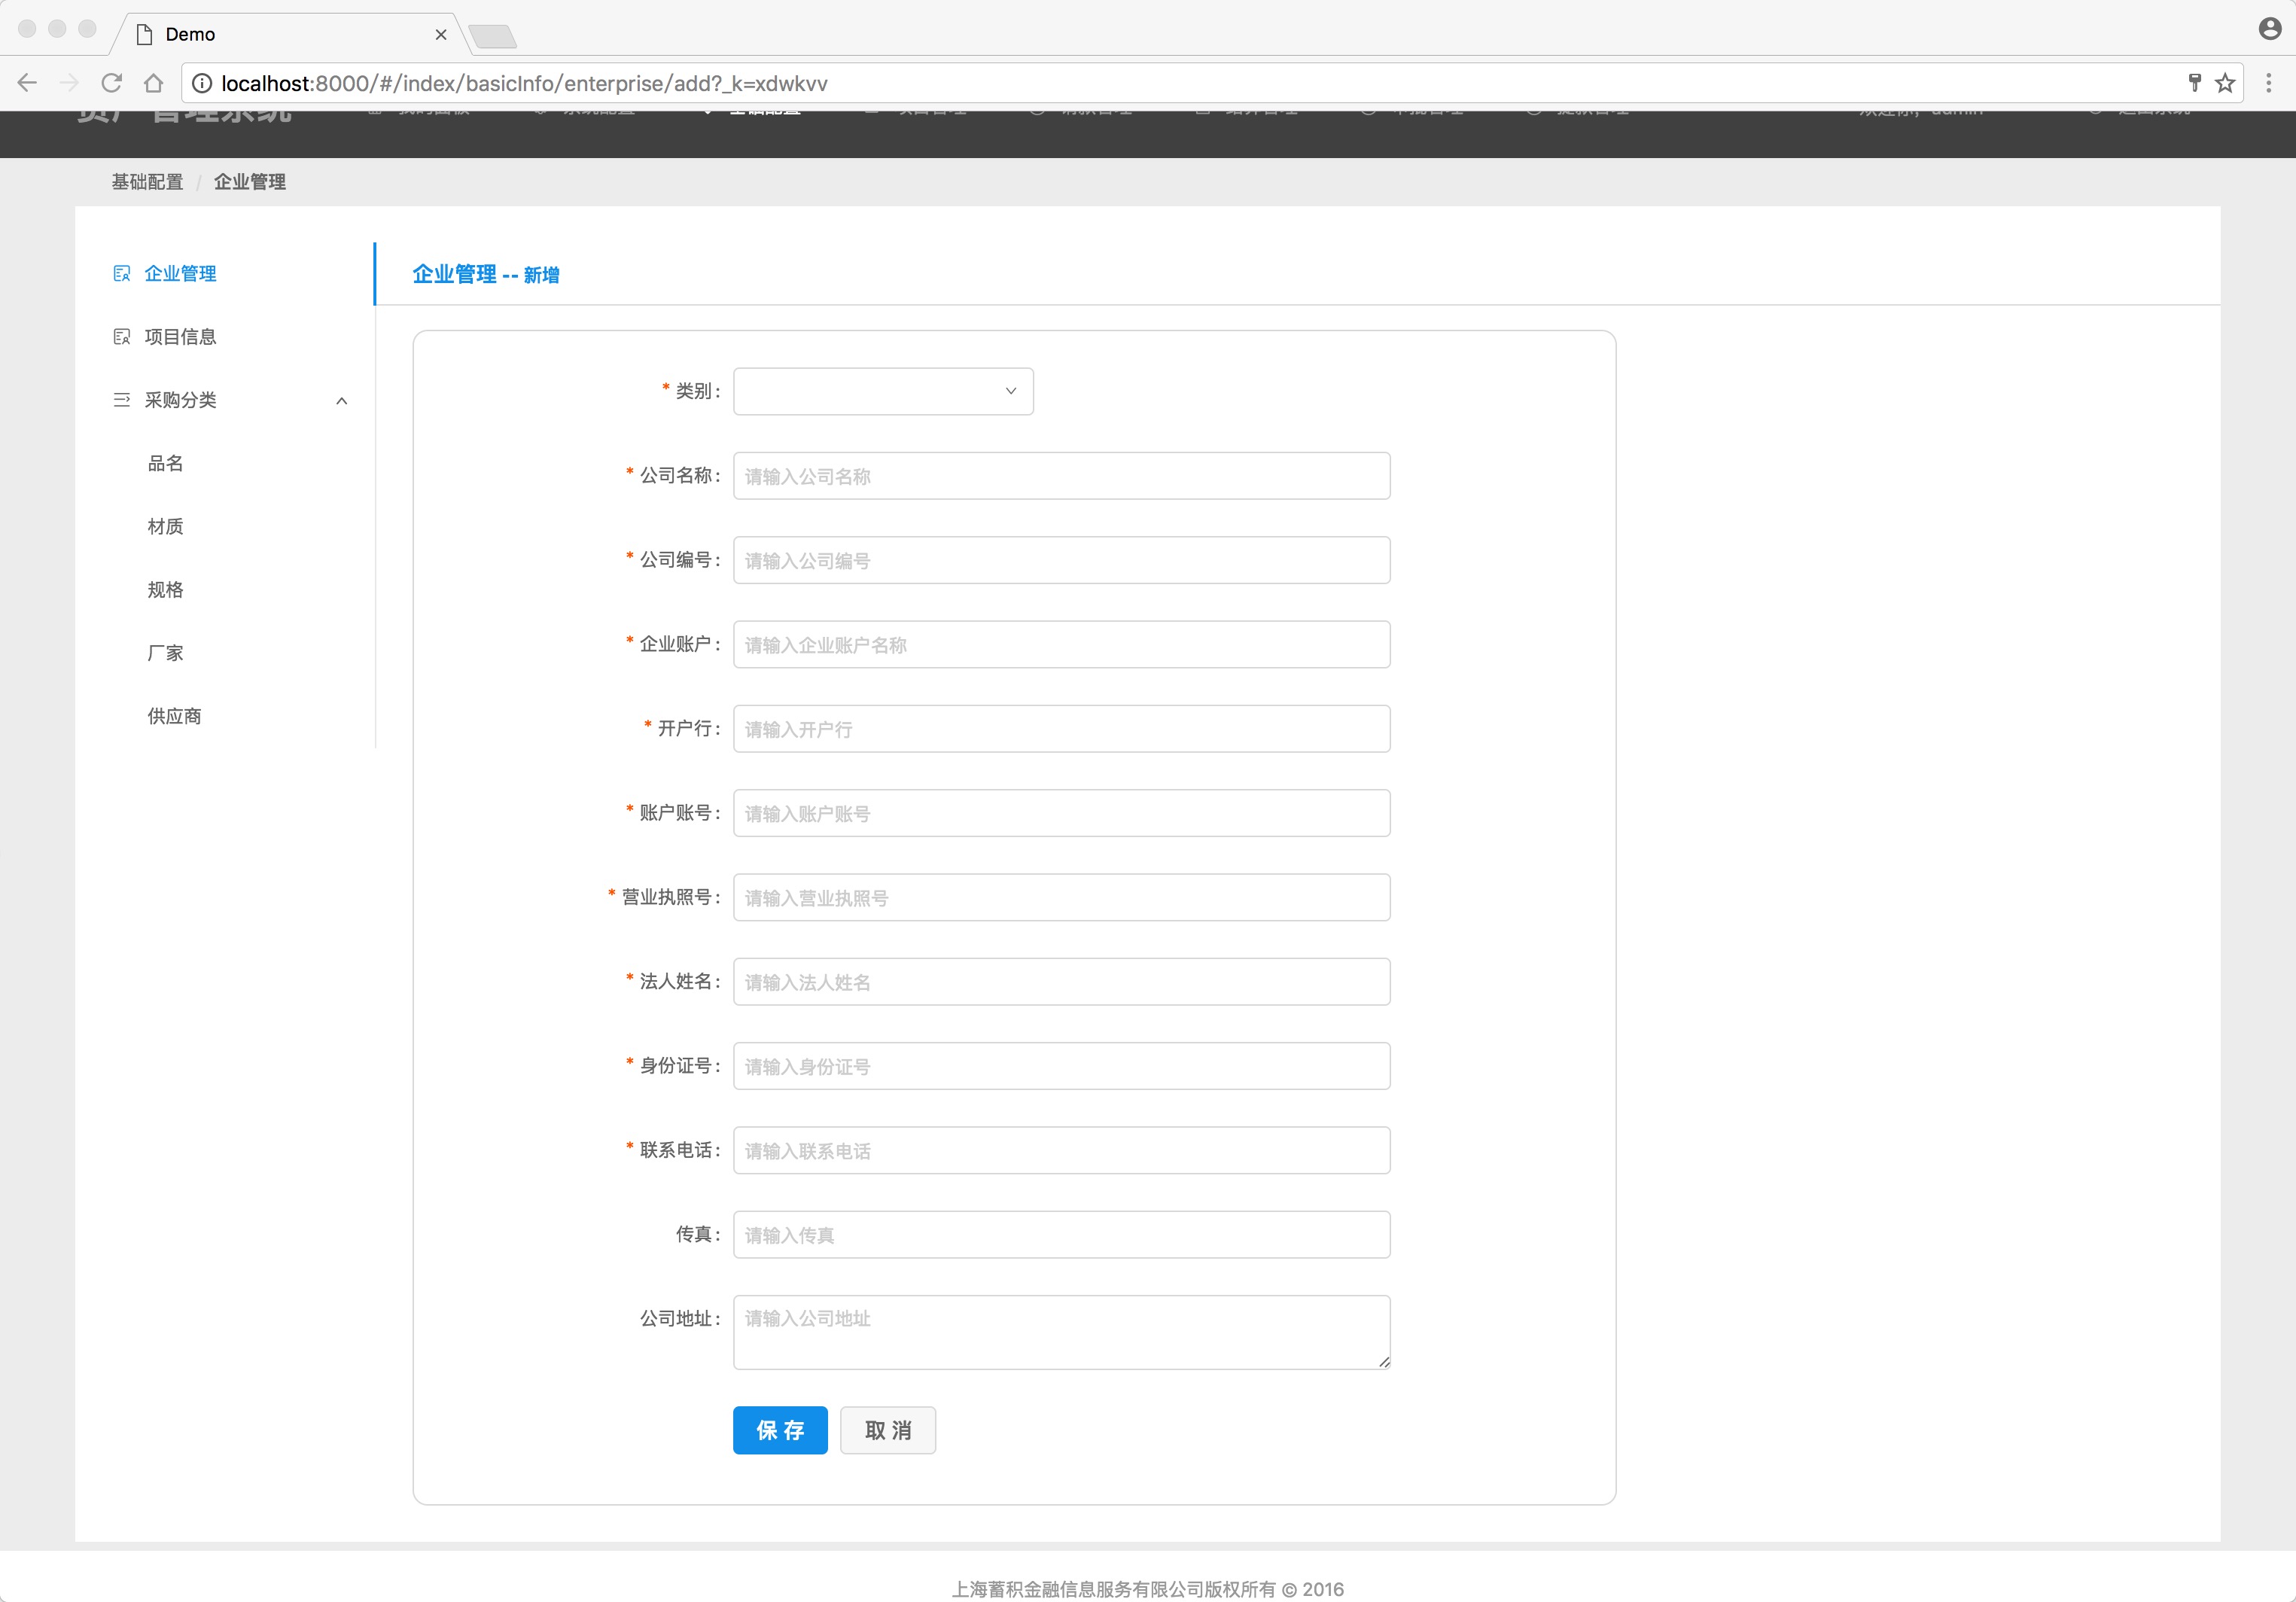 Demo
localhost:8000/#/index/basicInfo/enterprise/add?_k=xdwkvv
基础配置 / 企业管理
企业管理
项目信息
采购分类
品名
材质
规格
厂家
供应商
企业管理 -- 新增
* 类别:
* 公司名称: 请输入公司名称
* 公司编号: 请输入公司编号
* 企业账户: 请输入企业账户名称
* 开户行: 请输入开户行
* 账户账号: 请输入账户账号
* 营业执照号: 请输入营业执照号
* 法人姓名: 请输入法人姓名
* 身份证号: 请输入身份证号
* 联系电话: 请输入联系电话
传真: 请输入传真
公司地址: 请输入公司地址
保 存 取 消
上海蓄积金融信息服务有限公司版权所有 © 2016